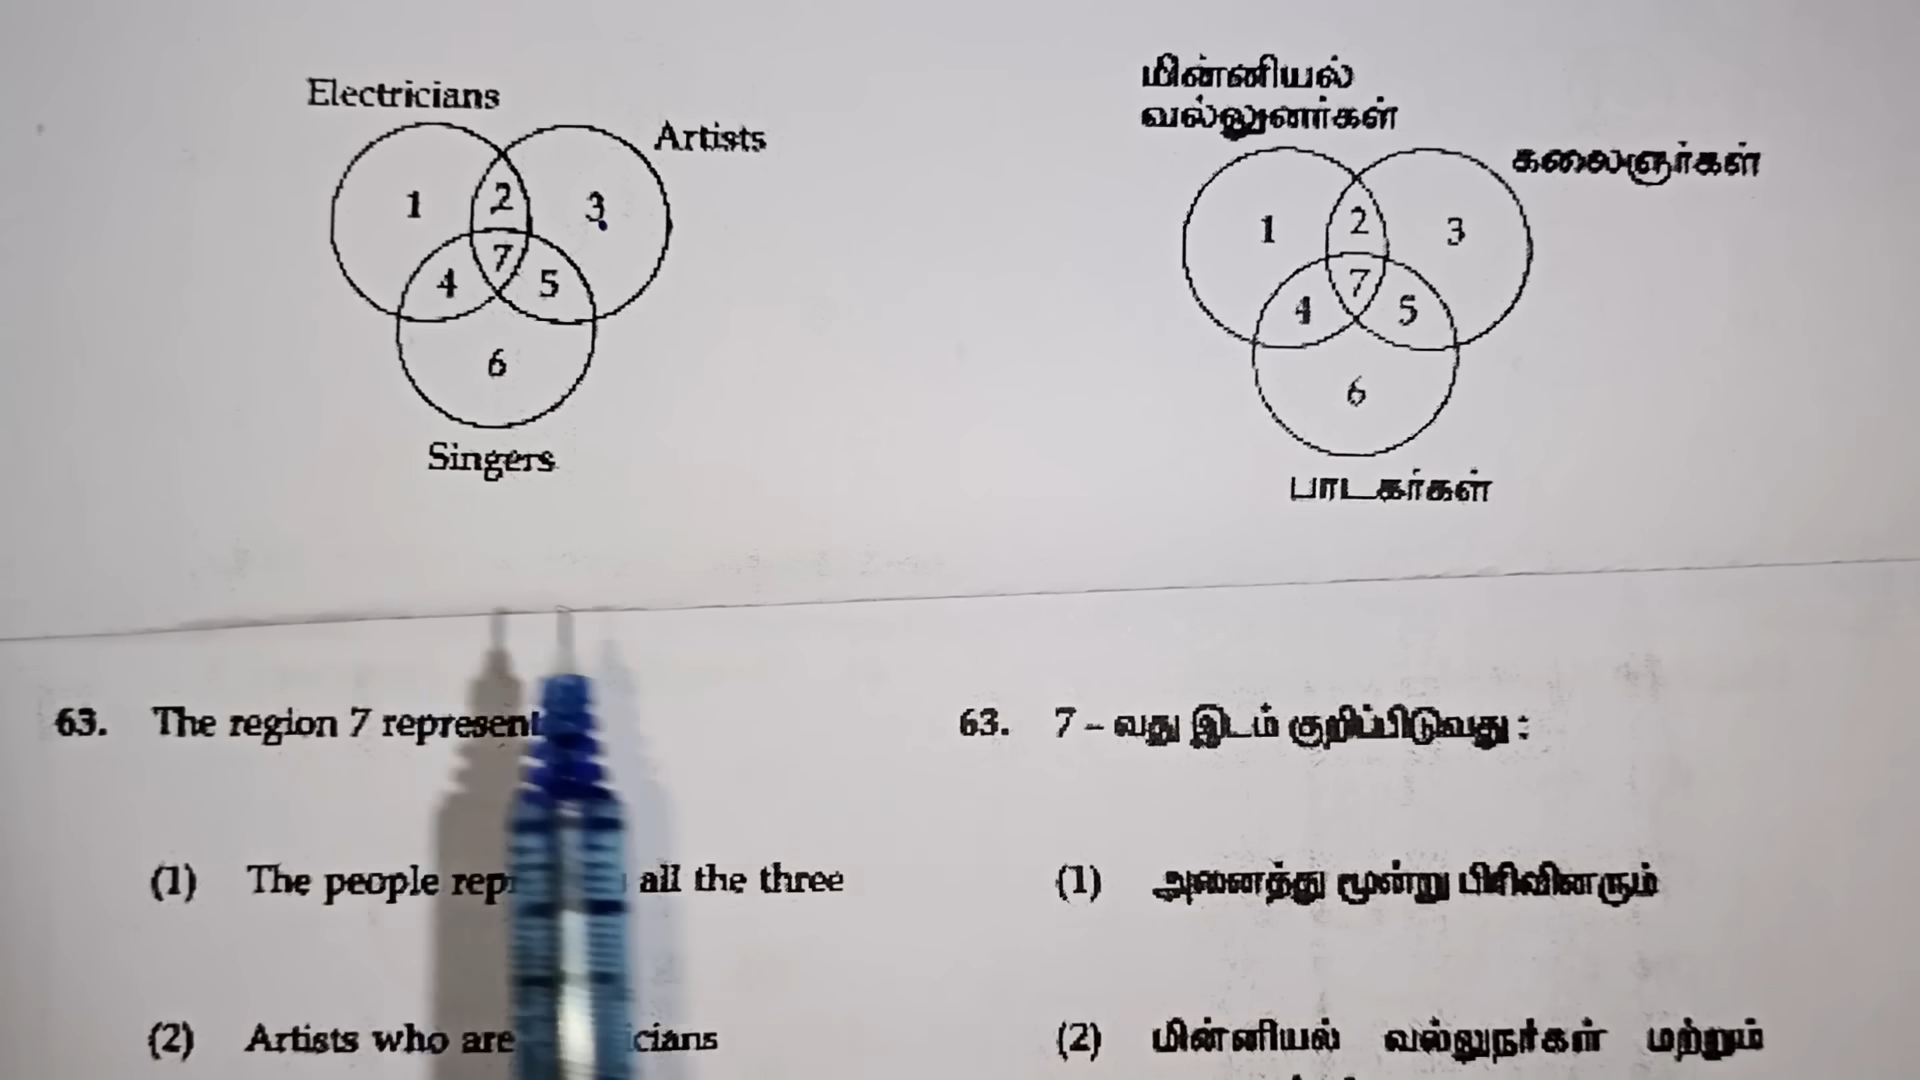 Electricians
Artists
1 2 3
7
4 5
6
Singers
மின்னியல்
வல்லுனர்கள்
கலைஞர்கள்
1 2 3
7
4 5
6
பாடகர்கள்
63. The region 7 represent
(1) The people all the three
(2) Artists who are
63. 7 – வது இடம் குறிப்பிடுவது :
(1) அனைத்து மூன்று பிரிவினரும்
(2) மின்னியல் வல்லுநர்கள் மற்றும்